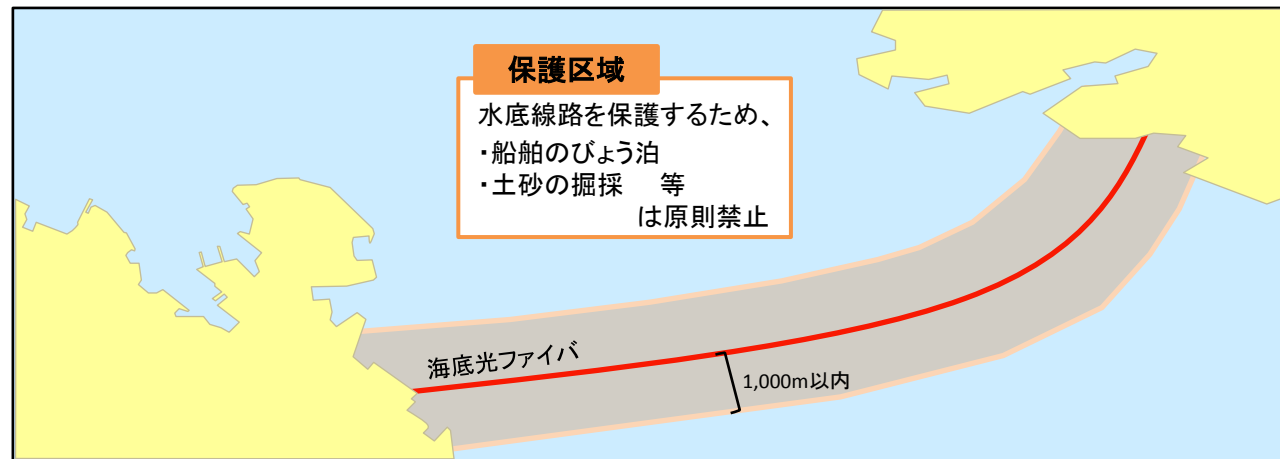 保護区域
水底線路を保護するため、
・船舶のびょう泊
・土砂の掘採　等
は原則禁止
海底光ファイバ
1,000m以内